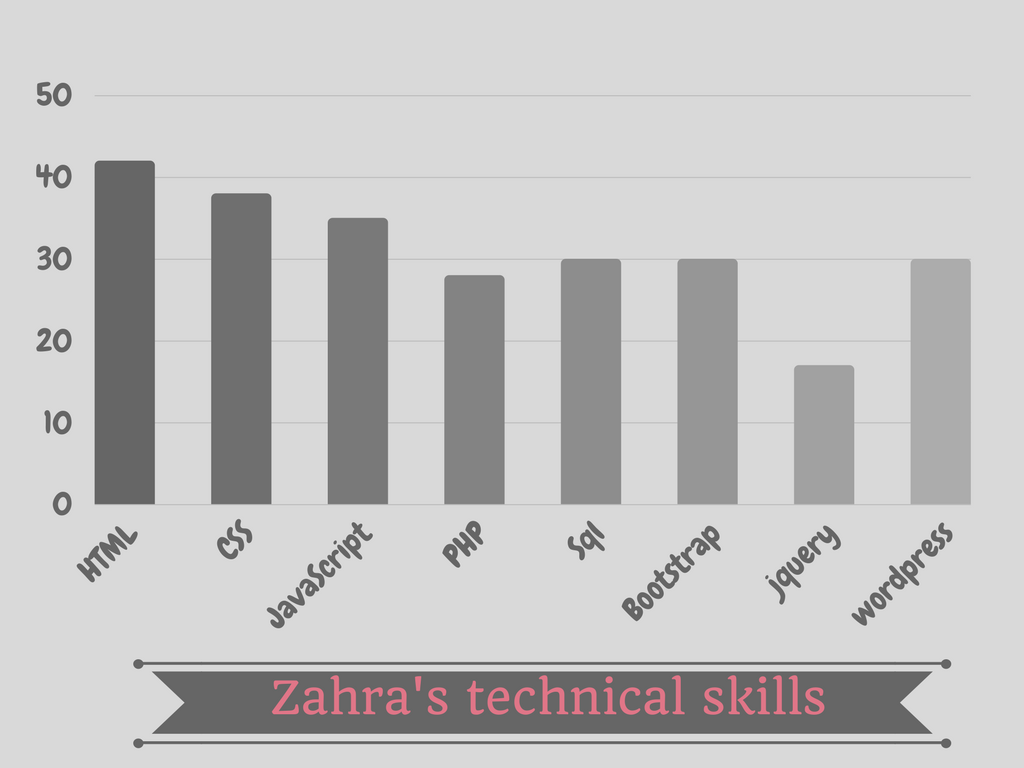 50
40
30
20
10
0
HTML
CSS
JavaScript
PHP
Sql
Bootstrap
jquery
wordpress
Zahra's technical skills